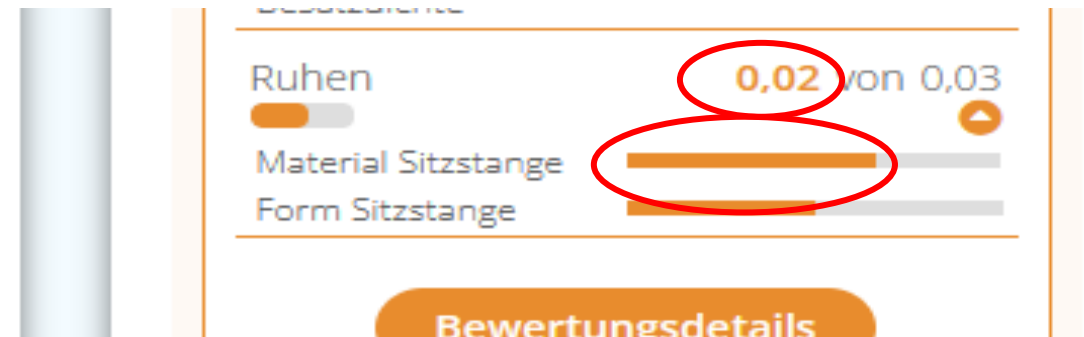 Ruhen 0,02 von 0,03
Material Sitzstange
Form Sitzstange
Bewertungsdetails